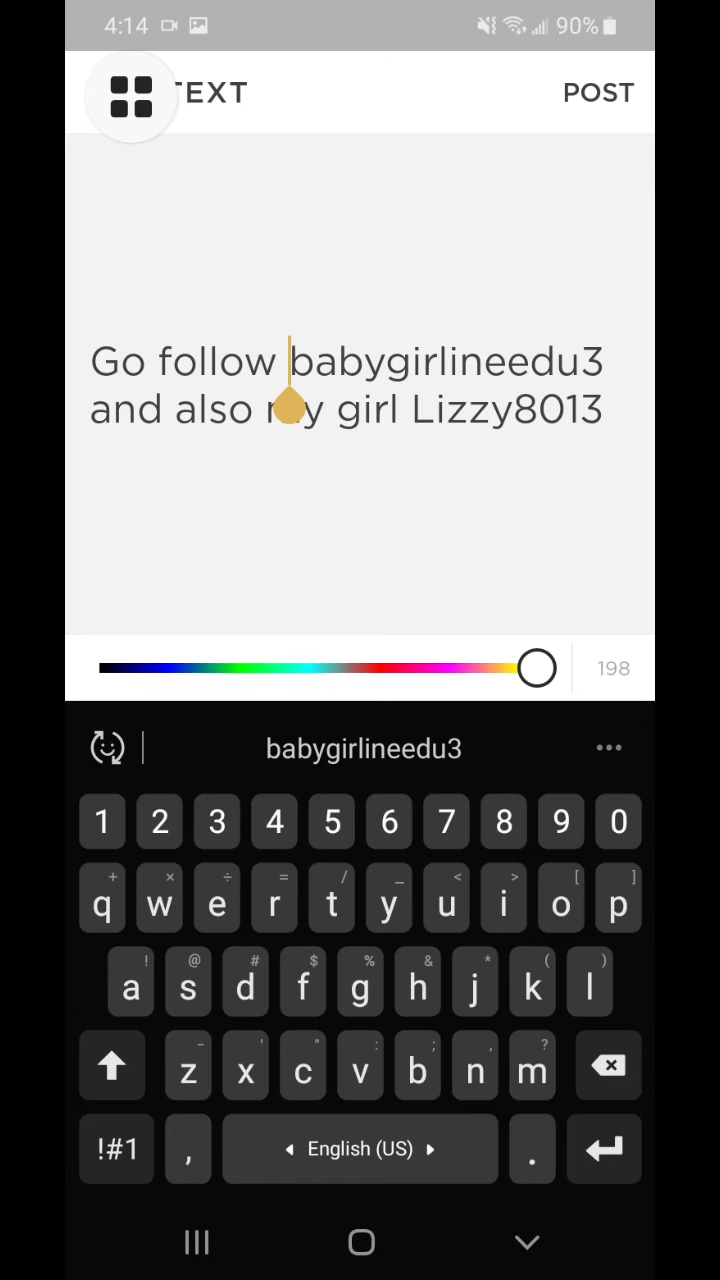 4:14 90%
TEXT POST
Go follow babygirlineedu3
and also my girl Lizzy8013
198
babygirlineedu3 •••
1 2 3 4 5 6 7 8 9 0
+ × ÷ = / _ < > [ ]
q w e r t y u i o p
! @ # $ % & * ( )
a s d f g h j k l
- ' " : ; , ?
z x c v b n m
!#1 , English (US) .